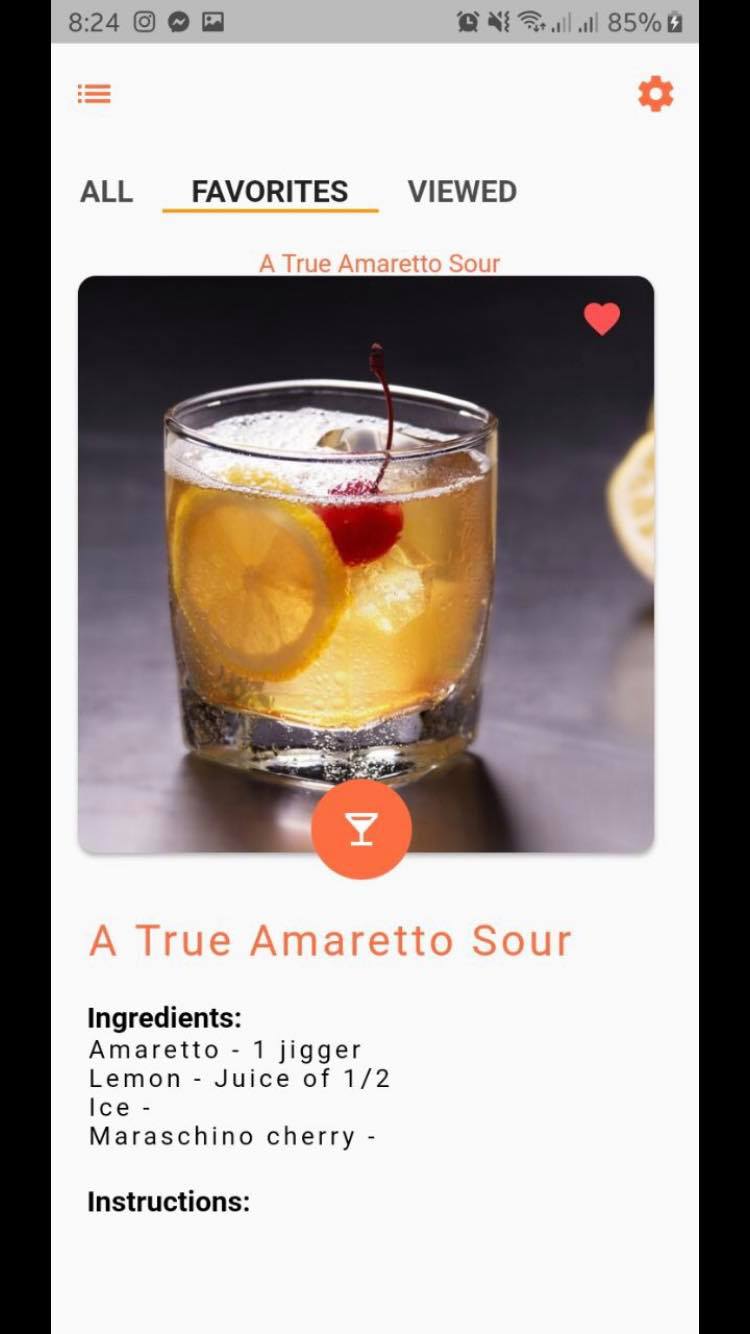 8:24
85%
ALL FAVORITES VIEWED
A True Amaretto Sour
A True Amaretto Sour
Ingredients:
Amaretto - 1 jigger
Lemon - Juice of 1/2
Ice -
Maraschino cherry -
Instructions: